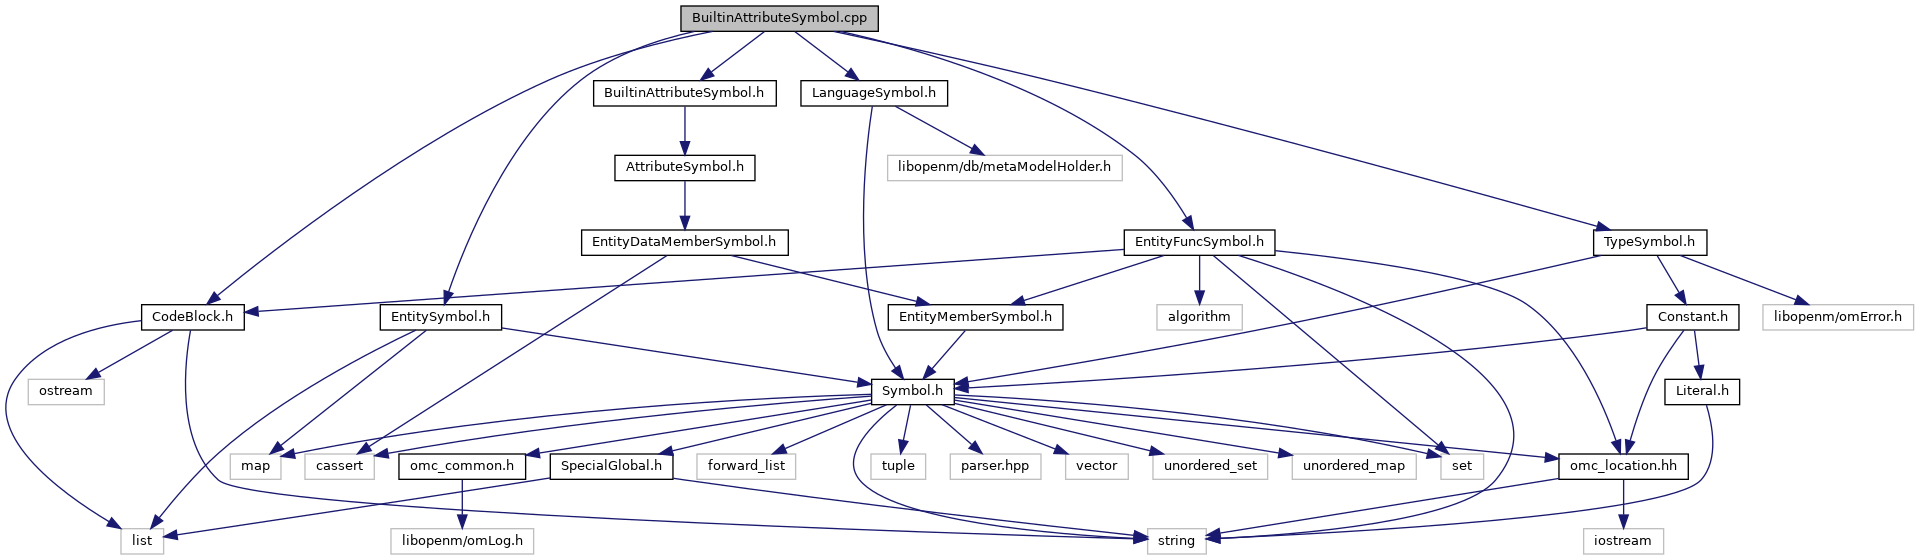 BuiltinAttributeSymbol.cpp
BuiltinAttributeSymbol.h
LanguageSymbol.h
AttributeSymbol.h
libopenm/db/metaModelHolder.h
EntityDataMemberSymbol.h
EntityFuncSymbol.h
TypeSymbol.h
CodeBlock.h
EntitySymbol.h
EntityMemberSymbol.h
algorithm
Constant.h
libopenm/omError.h
ostream
Symbol.h
Literal.h
map
cassert
omc_common.h
SpecialGlobal.h
forward_list
tuple
parser.hpp
vector
unordered_set
unordered_map
set
omc_location.hh
list
libopenm/omLog.h
string
iostream